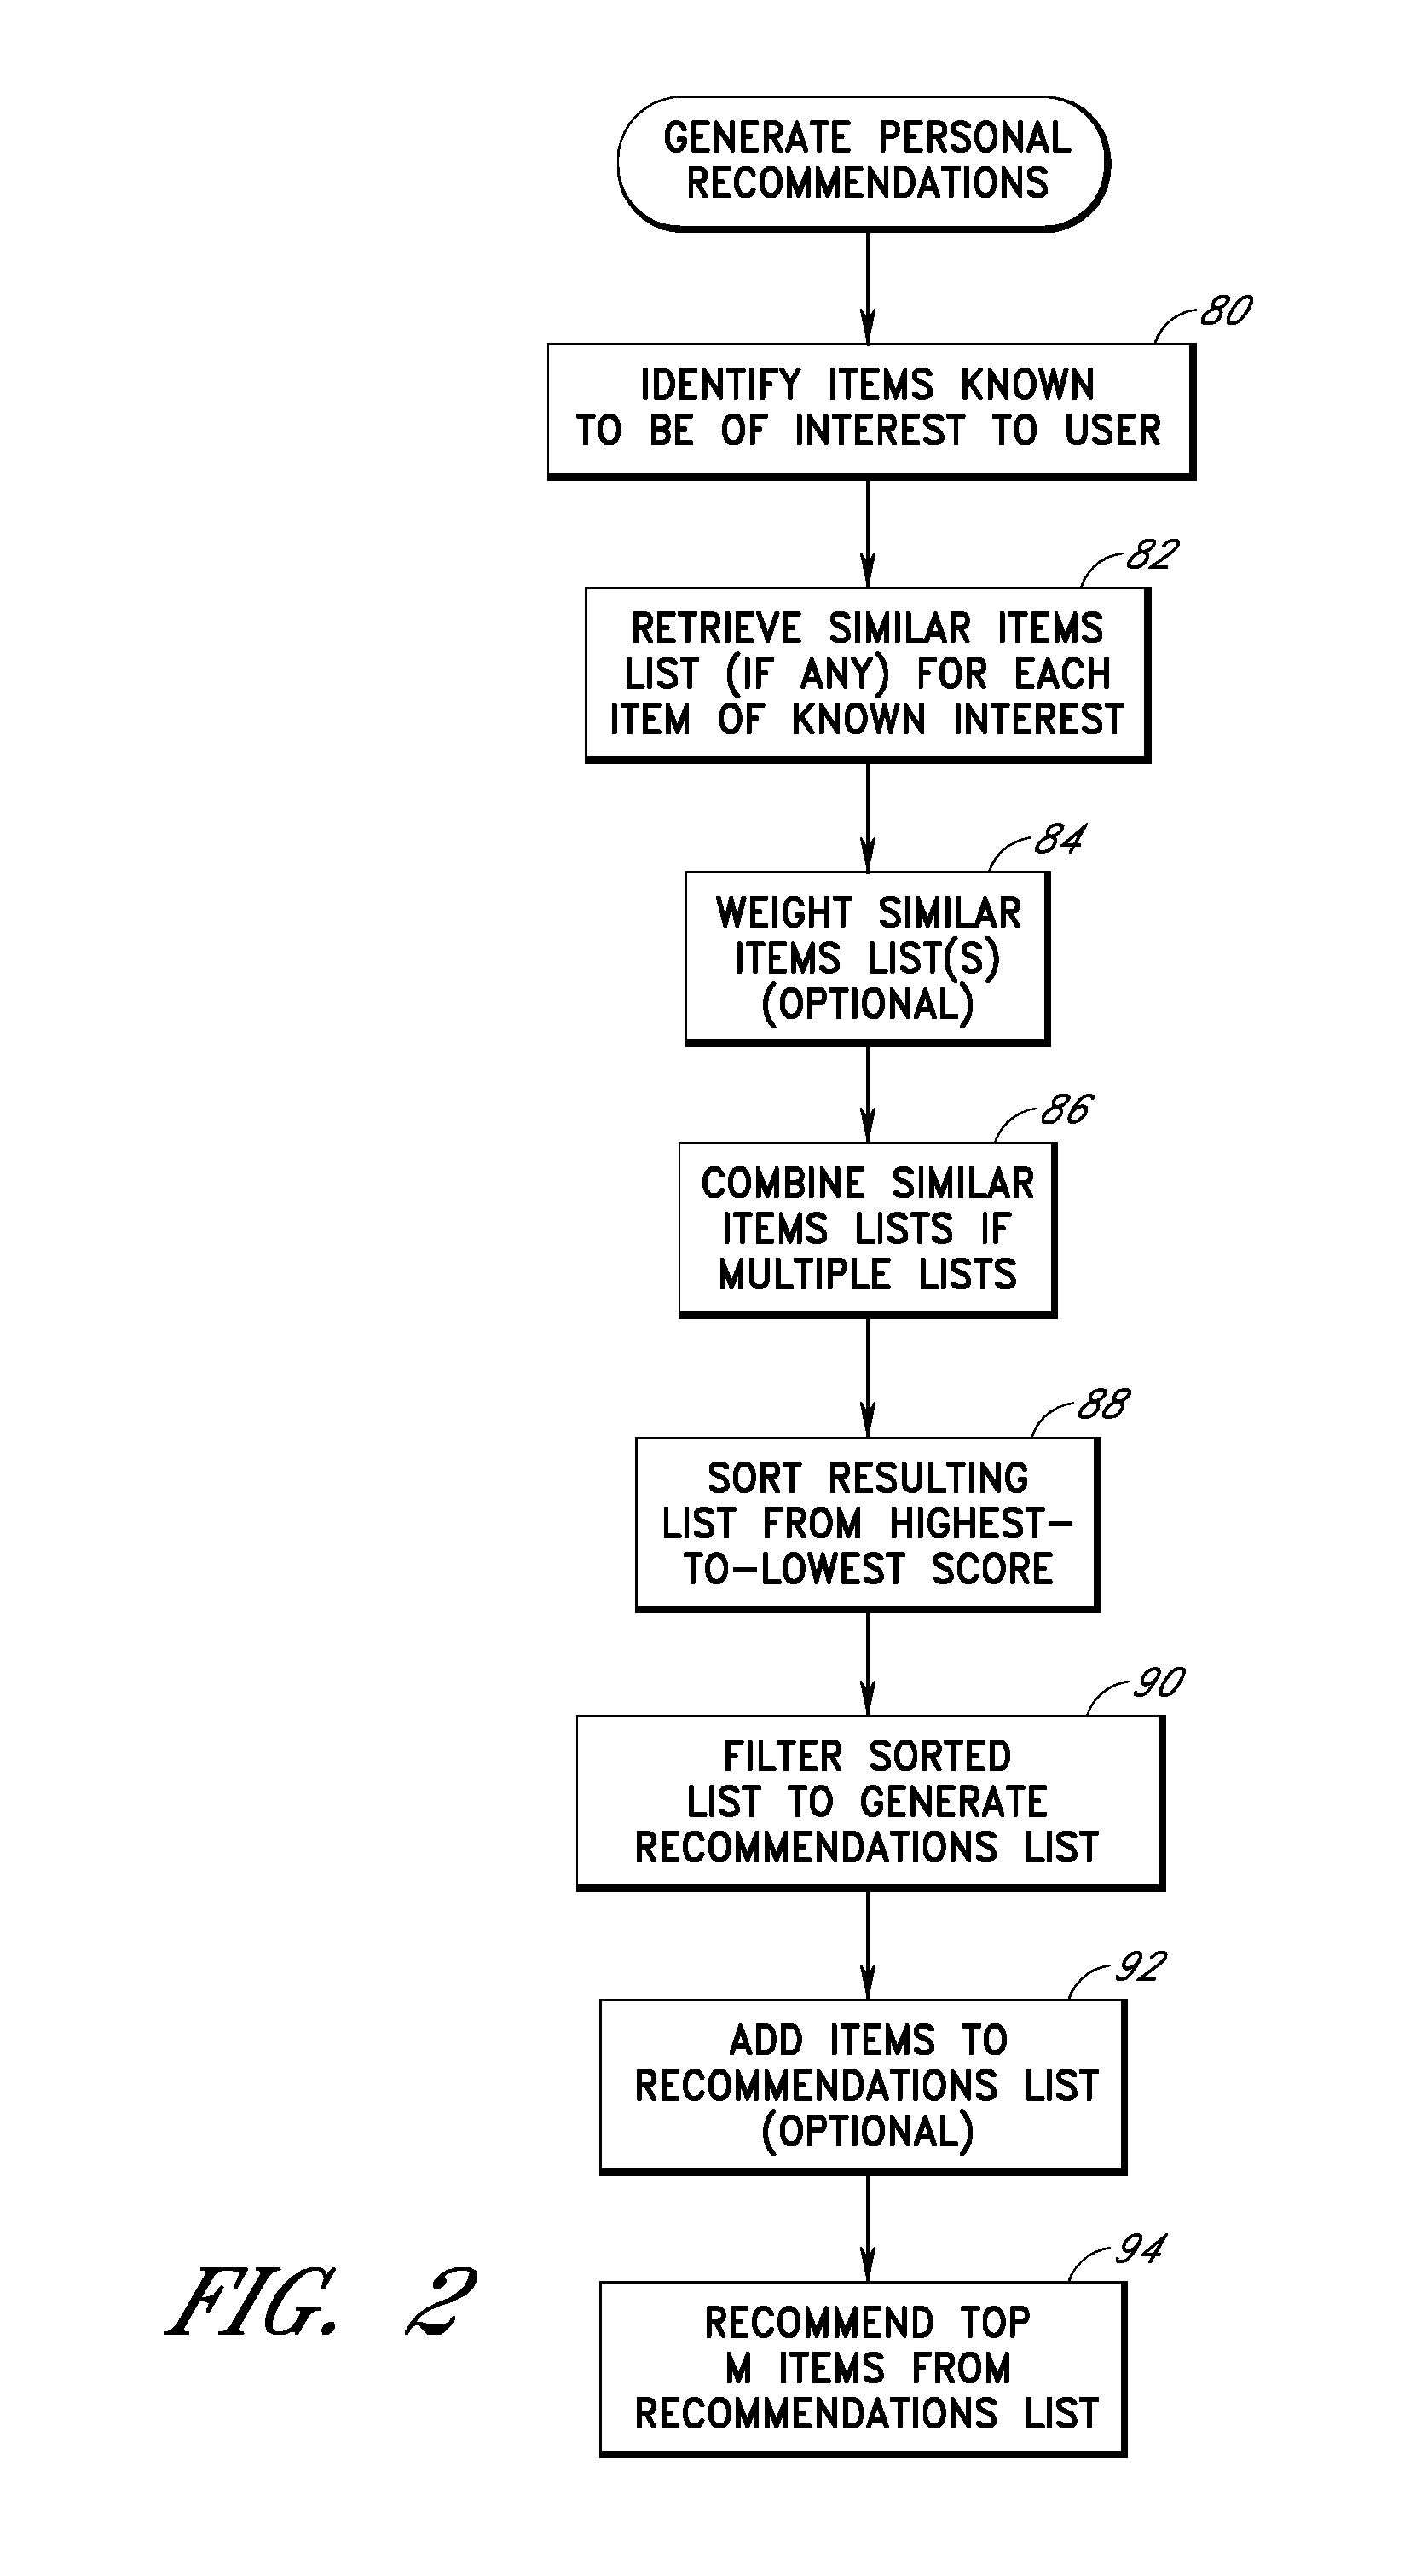 GENERATE PERSONAL
RECOMMENDATIONS
80
IDENTIFY ITEMS KNOWN
TO BE OF INTEREST TO USER
82
RETRIEVE SIMILAR ITEMS
LIST (IF ANY) FOR EACH
ITEM OF KNOWN INTEREST
84
WEIGHT SIMILAR
ITEMS LIST(S)
(OPTIONAL)
86
COMBINE SIMILAR
ITEMS LISTS IF
MULTIPLE LISTS
88
SORT RESULTING
LIST FROM HIGHEST-
TO-LOWEST SCORE
90
FILTER SORTED
LIST TO GENERATE
RECOMMENDATIONS LIST
92
ADD ITEMS TO
RECOMMENDATIONS LIST
(OPTIONAL)
94
RECOMMEND TOP
M ITEMS FROM
RECOMMENDATIONS LIST
FIG. 2